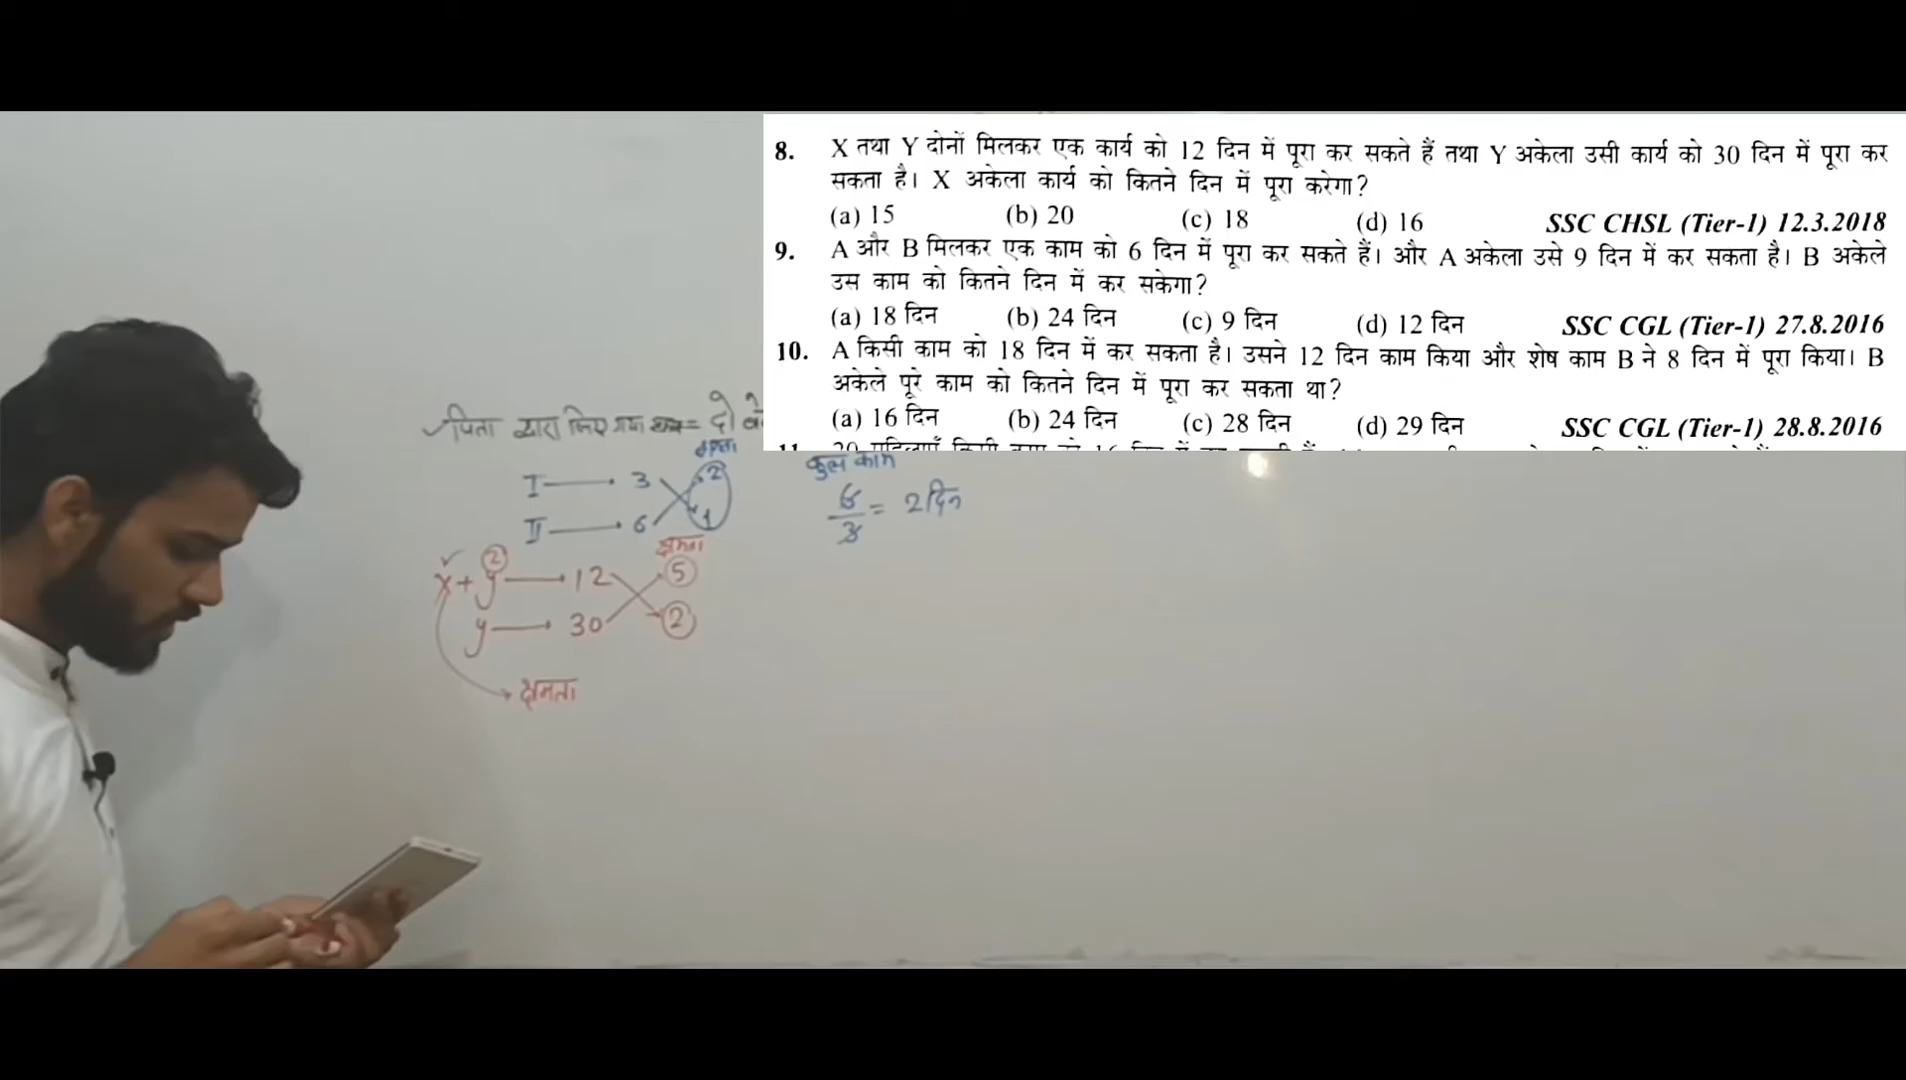 8. X तथा Y दोनों मिलकर एक कार्य को 12 दिन में पूरा कर सकते हैं तथा Y अकेला उसी कार्य को 30 दिन में पूरा कर
सकता है। X अकेला कार्य को कितने दिन में पूरा करेगा?
(a) 15 (b) 20 (c) 18 (d) 16 SSC CHSL (Tier-1) 12.3.2018
9. A और B मिलकर एक काम को 6 दिन में पूरा कर सकते हैं। और A अकेला उसे 9 दिन में कर सकता है। B अकेले
उस काम को कितने दिन में कर सकेगा?
(a) 18 दिन (b) 24 दिन (c) 9 दिन (d) 12 दिन SSC CGL (Tier-1) 27.8.2016
10. A किसी काम को 18 दिन में कर सकता है। उसने 12 दिन काम किया और शेष काम B ने 8 दिन में पूरा किया। B
अकेले पूरे काम को कितने दिन में पूरा कर सकता था?
(a) 16 दिन (b) 24 दिन (c) 28 दिन (d) 29 दिन SSC CGL (Tier-1) 28.8.2016
पिता द्वारा किए गया = दो
क्षमता
कुल काम
I 3 2
II 6 1
6/3 = 2 दिन
क्षमता
2
x + y 12 5
y 30 2
क्षमता